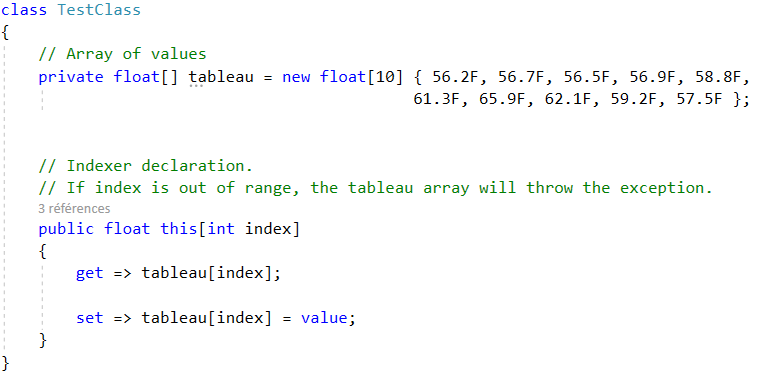 class TestClass
{
// Array of values
private float[] tableau = new float[10] { 56.2F, 56.7F, 56.5F, 56.9F, 58.8F,
61.3F, 65.9F, 62.1F, 59.2F, 57.5F };
// Indexer declaration.
// If index is out of range, the tableau array will throw the exception.
3 références
public float this[int index]
{
get => tableau[index];
set => tableau[index] = value;
}
}